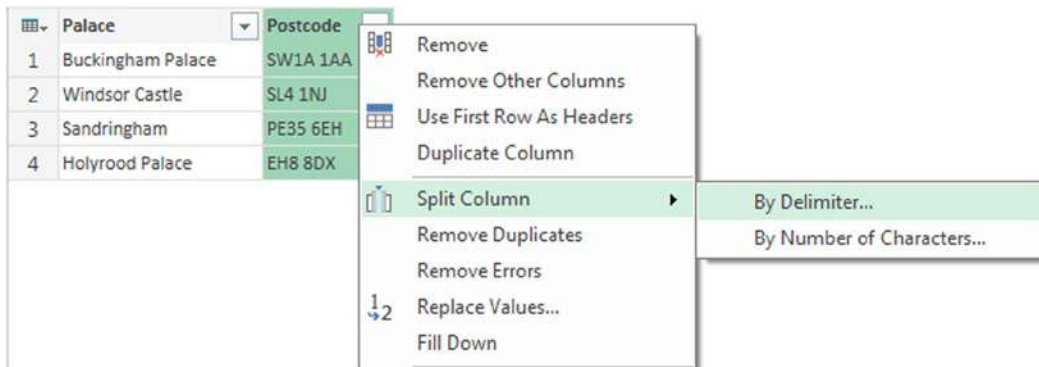 Palace Postcode
1 Buckingham Palace SW1A 1AA
2 Windsor Castle SL4 1NJ
3 Sandringham PE35 6EH
4 Holyrood Palace EH8 8DX
Remove
Remove Other Columns
Use First Row As Headers
Duplicate Column
Split Column
Remove Duplicates
Remove Errors
1 2 Replace Values...
Fill Down
By Delimiter...
By Number of Characters...